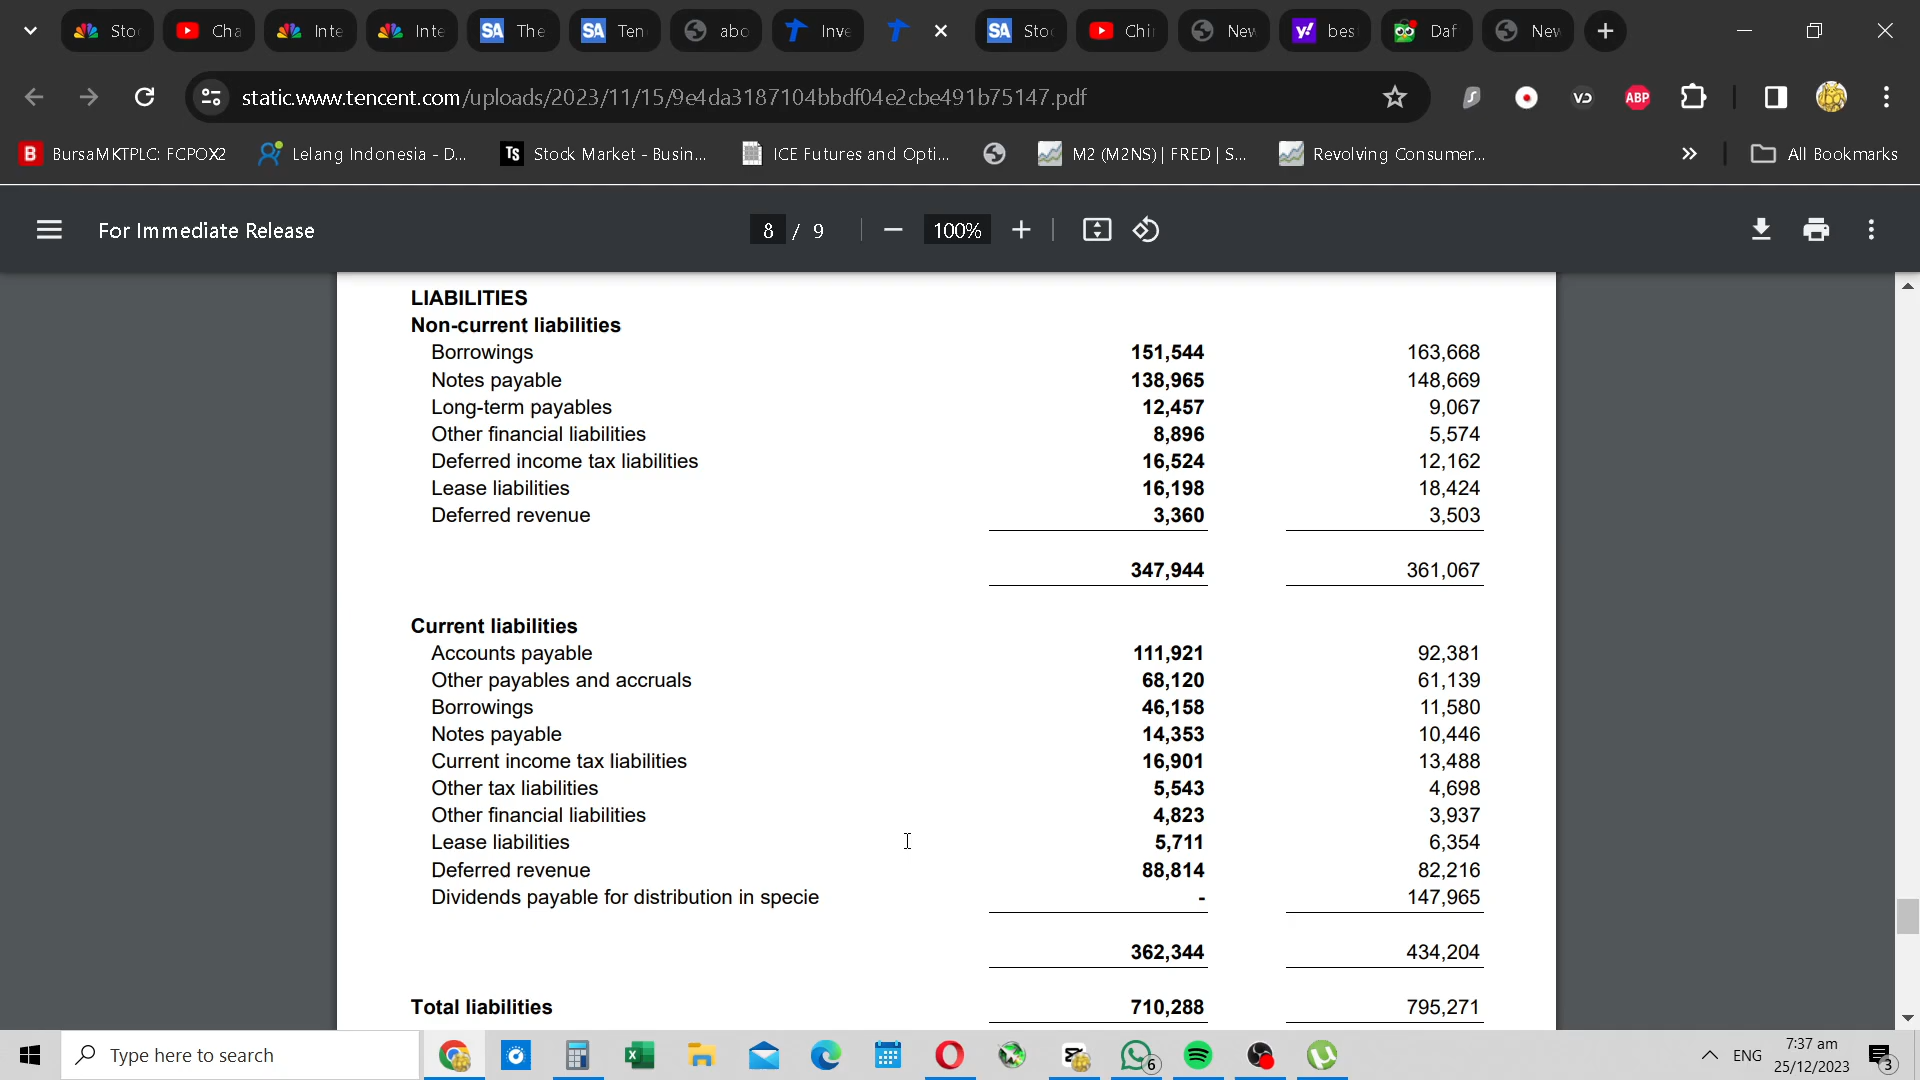 Sto
Cha
Inte
Inte
The
Ten
abo
Inve
Sto
Chi
New
bes
Daf
New
static.www.tencent.com/uploads/2023/11/15/9e4da3187104bbdf04e2cbe491b75147.pdf
ABP
BursaMKTPLC: FCPOX2
Lelang Indonesia - D...
Stock Market - Busin...
ICE Futures and Opti...
M2 (M2NS) | FRED | S...
Revolving Consumer...
All Bookmarks
For Immediate Release
8 / 9
100%
LIABILITIES
Non-current liabilities
Borrowings 151,544 163,668
Notes payable 138,965 148,669
Long-term payables 12,457 9,067
Other financial liabilities 8,896 5,574
Deferred income tax liabilities 16,524 12,162
Lease liabilities 16,198 18,424
Deferred revenue 3,360 3,503
347,944 361,067
Current liabilities
Accounts payable 111,921 92,381
Other payables and accruals 68,120 61,139
Borrowings 46,158 11,580
Notes payable 14,353 10,446
Current income tax liabilities 16,901 13,488
Other tax liabilities 5,543 4,698
Other financial liabilities 4,823 3,937
Lease liabilities 5,711 6,354
Deferred revenue 88,814 82,216
Dividends payable for distribution in specie - 147,965
362,344 434,204
Total liabilities 710,288 795,271
Type here to search
6
ENG
7:37 am
25/12/2023
3